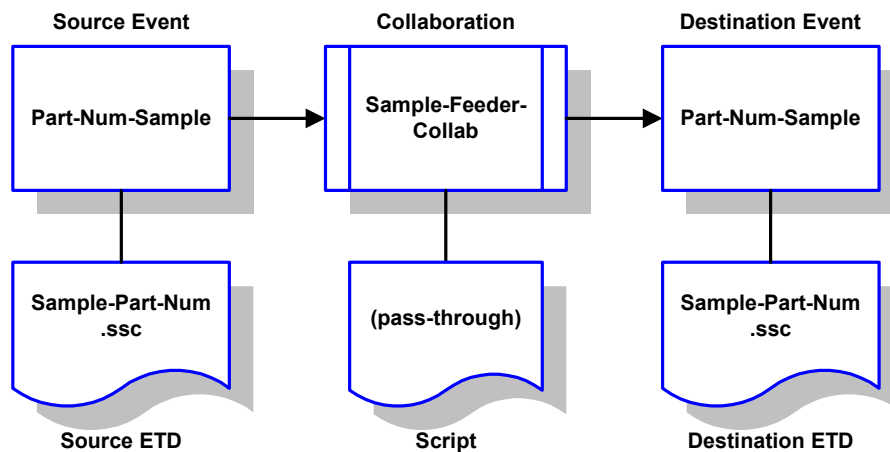 Source Event
Collaboration
Destination Event
Part-Num-Sample
Sample-Feeder-
Collab
Part-Num-Sample
Sample-Part-Num
.ssc
(pass-through)
Sample-Part-Num
.ssc
Source ETD
Script
Destination ETD